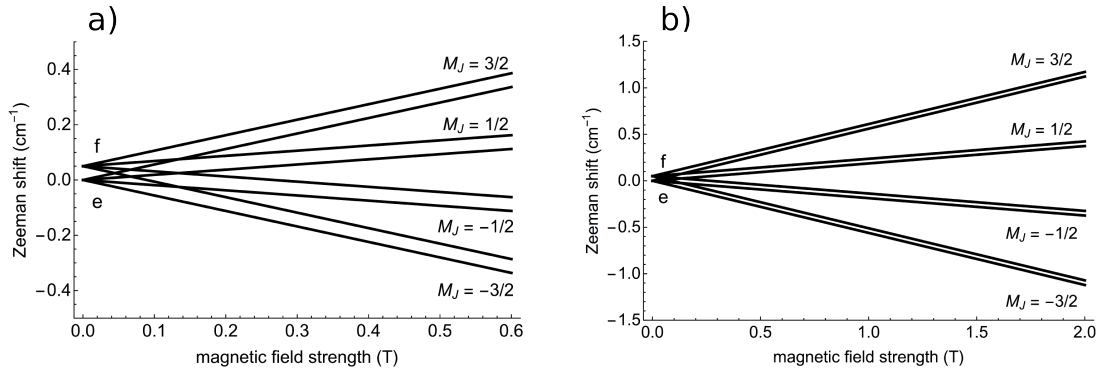 a)
Zeeman shift (cm⁻¹)
0.4
0.2
0.0
−0.2
−0.4
f
e
M_J = 3/2
M_J = 1/2
M_J = −1/2
M_J = −3/2
0.0 0.1 0.2 0.3 0.4 0.5 0.6
magnetic field strength (T)
b)
Zeeman shift (cm⁻¹)
1.5
1.0
0.5
0.0
−0.5
−1.0
−1.5
f
e
M_J = 3/2
M_J = 1/2
M_J = −1/2
M_J = −3/2
0.0 0.5 1.0 1.5 2.0
magnetic field strength (T)